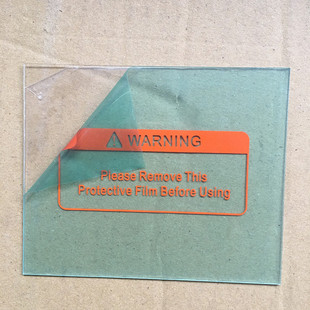 WARNING
Please Remove This
Protective Film Before Using